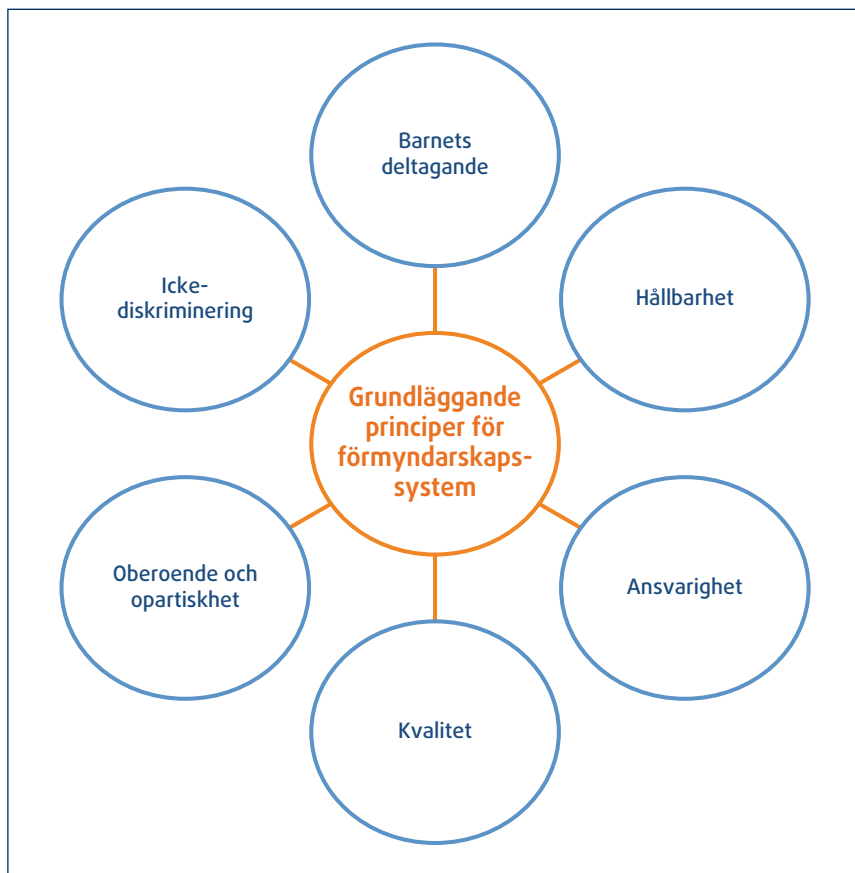 Barnets
deltagande
Icke-
diskriminering
Hållbarhet
Grundläggande
principer för
förmyndarskaps-
system
Oberoende och
opartiskhet
Ansvarighet
Kvalitet